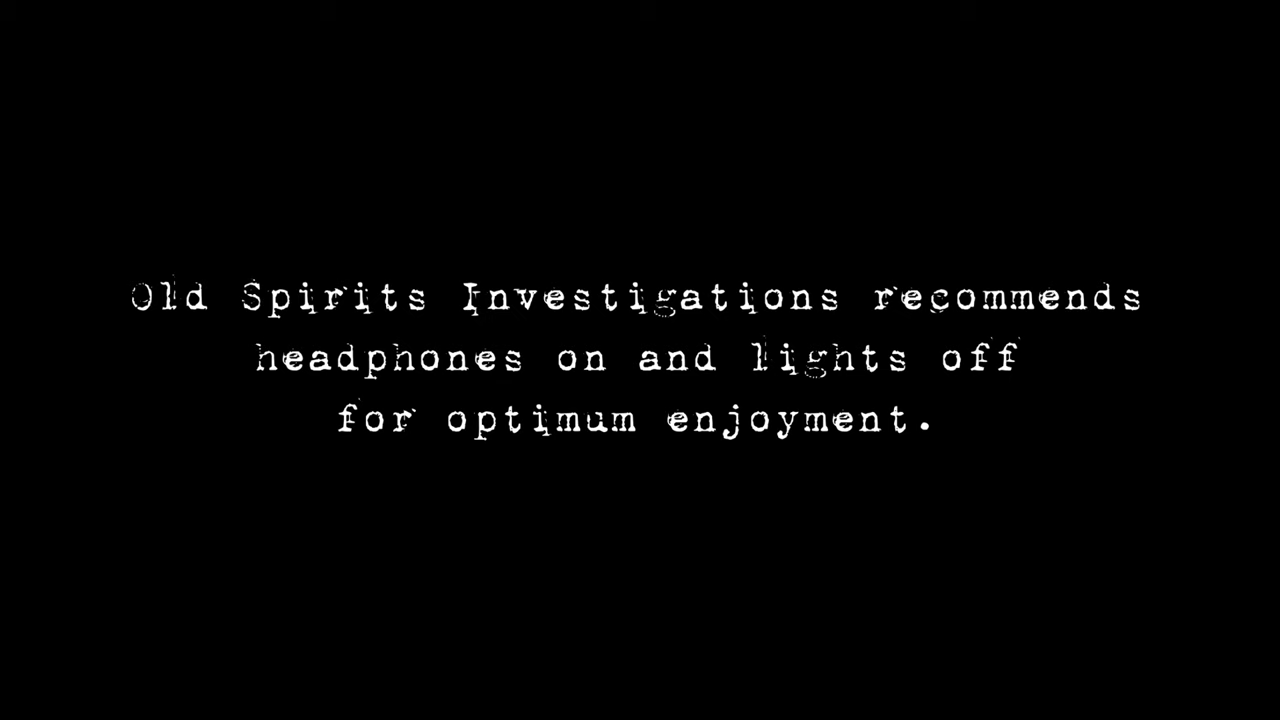 Old Spirits Investigations recommends
headphones on and lights off
for optimum enjoyment.